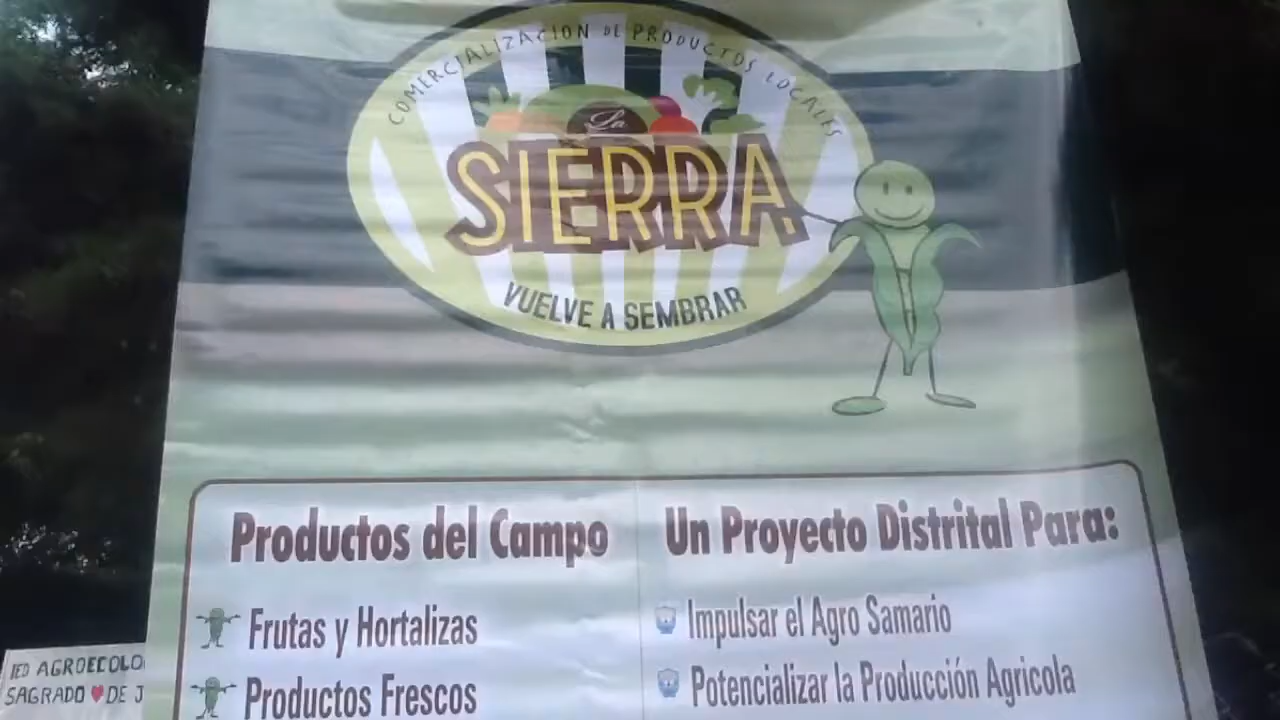 COMERCIALIZACION DE PRODUCTOS LOCALES
La
SIERRA
VUELVE A SEMBRAR
Productos del Campo
Frutas y Hortalizas
Productos Frescos
Un Proyecto Distrital Para:
Impulsar el Agro Samario
Potencializar la Producción Agricola
IED AGROECOLO
SAGRADO ♥ DE J